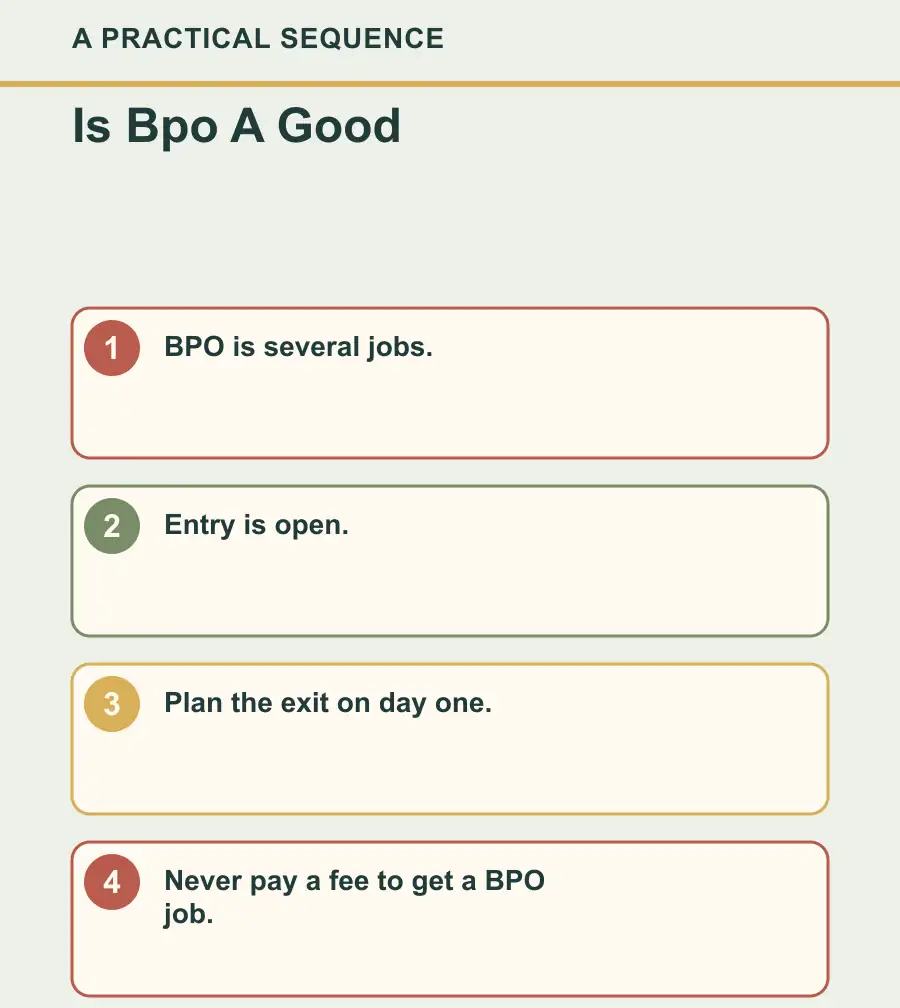 A PRACTICAL SEQUENCE
Is Bpo A Good
1
BPO is several jobs.
2
Entry is open.
3
Plan the exit on day one.
4
Never pay a fee to get a BPO
job.